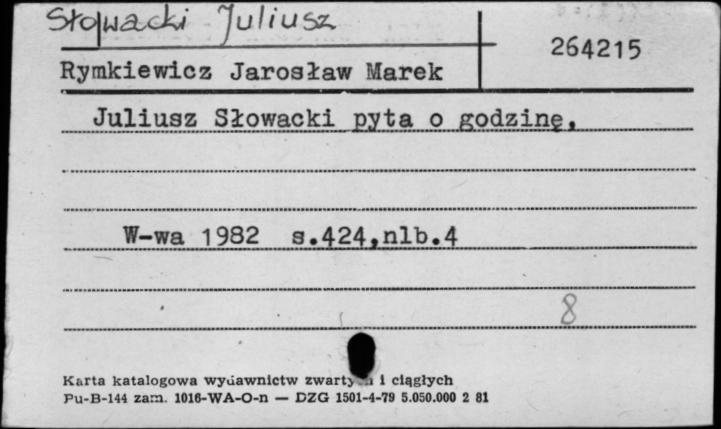 Słowacki Juliusz
264215
Rymkiewicz Jarosław Marek
Juliusz Słowacki pyta o godzinę,
W-wa 1982 s.424,nlb.4
8
Karta katalogowa wydawnictw zwartych i ciągłych
Pu-B-144 zam. 1016-WA-O-n — DZG 1501-4-79 5.050.000 2 81